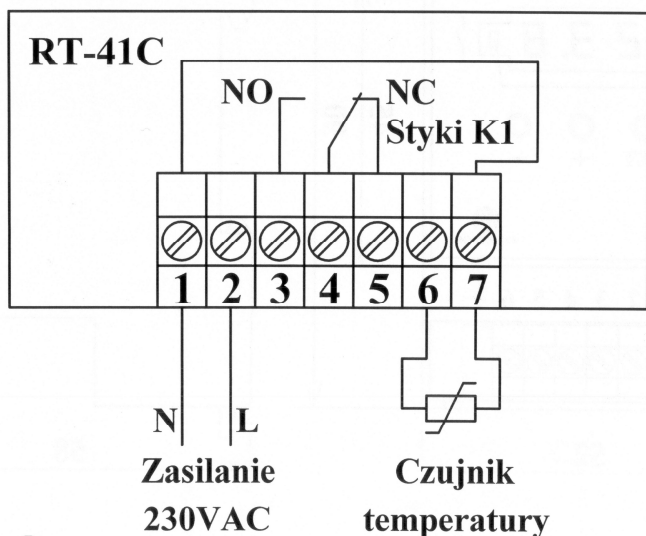 RT-41C
NO NC
Styki K1
1 2 3 4 5 6 7
N L
Zasilanie
230VAC
Czujnik
temperatury